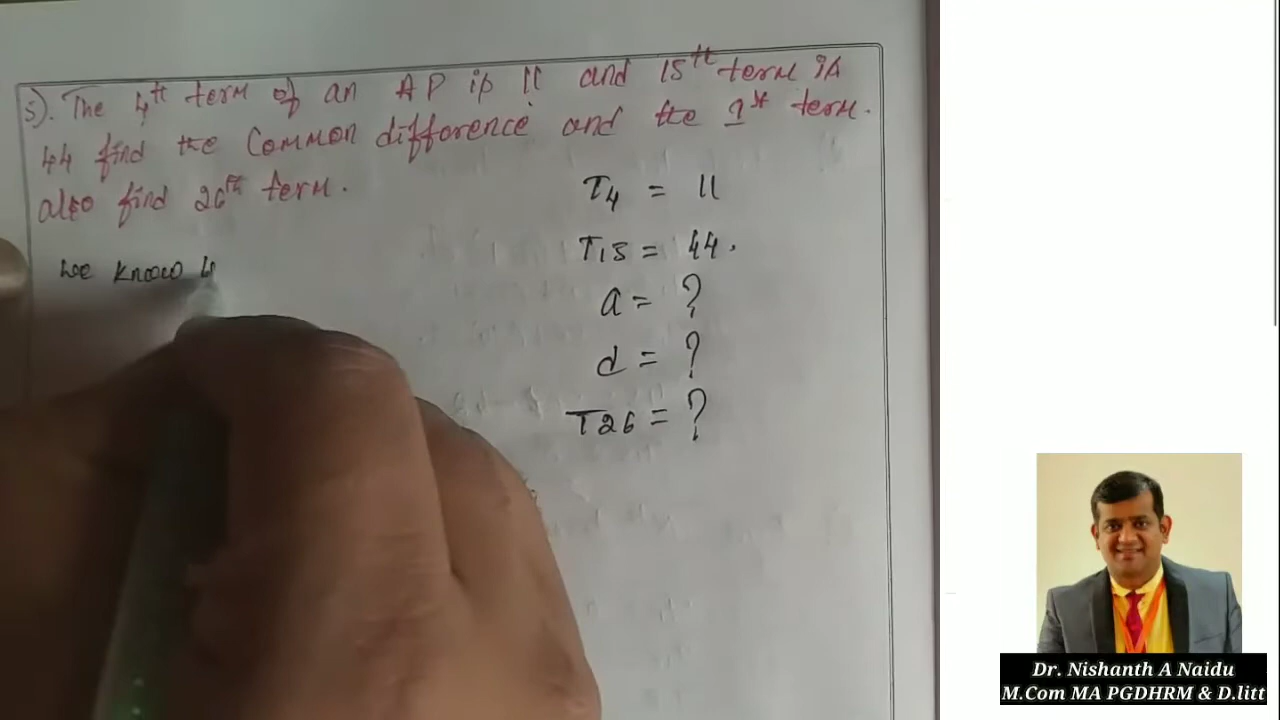 5). The 4th term of an AP is 11 and 15th term is
44 find the Common difference and the 1st term.
also find 26th term.
T4 = 11
T15 = 44.
a = ?
d = ?
T26 = ?
we know
Dr. Nishanth A Naidu
M.Com MA PGDHRM & D.litt